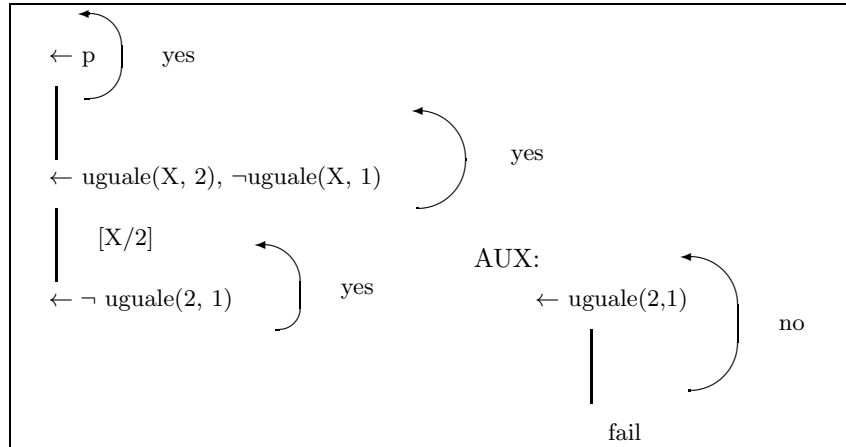 ← p yes
← uguale(X, 2), ¬uguale(X, 1) yes
[X/2]
← ¬ uguale(2, 1) yes
AUX:
← uguale(2,1) no
fail